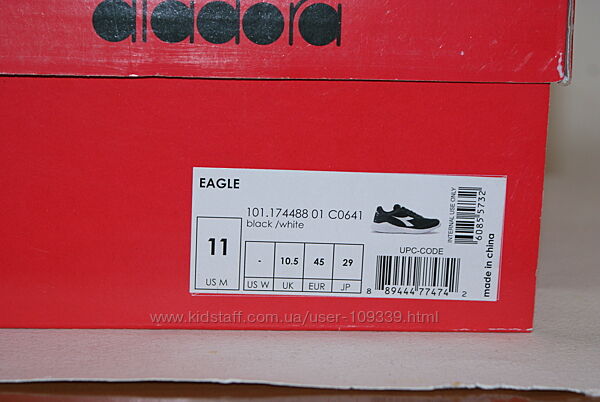 diadora
EAGLE
101.174488 01 C0641
black /white
11
US M
-
US W
10.5
UK
45
EUR
29
JP
UPC-CODE
8 89444 77474 2
INTERNAL USE ONLY
6085 5732
made in china
www.kidstaff.com.ua/user-109339.html